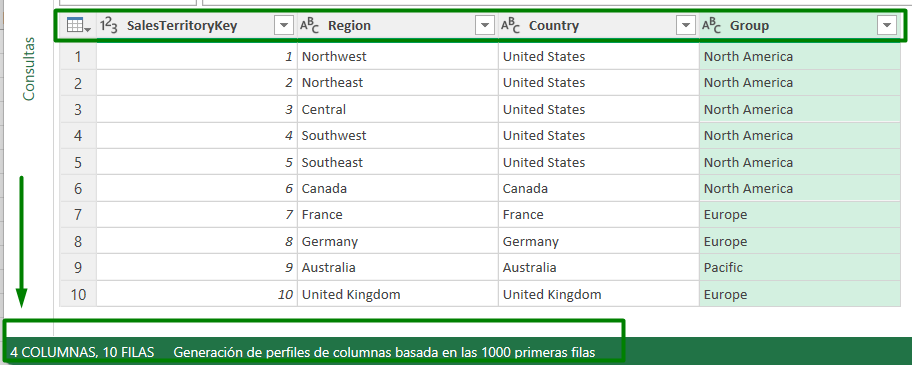 1²3 SalesTerritoryKey ABC Region ABC Country ABC Group
1 1 Northwest United States North America
2 2 Northeast United States North America
3 3 Central United States North America
4 4 Southwest United States North America
5 5 Southeast United States North America
6 6 Canada Canada North America
7 7 France France Europe
8 8 Germany Germany Europe
9 9 Australia Australia Pacific
10 10 United Kingdom United Kingdom Europe
Consultas
4 COLUMNAS, 10 FILAS Generación de perfiles de columnas basada en las 1000 primeras filas